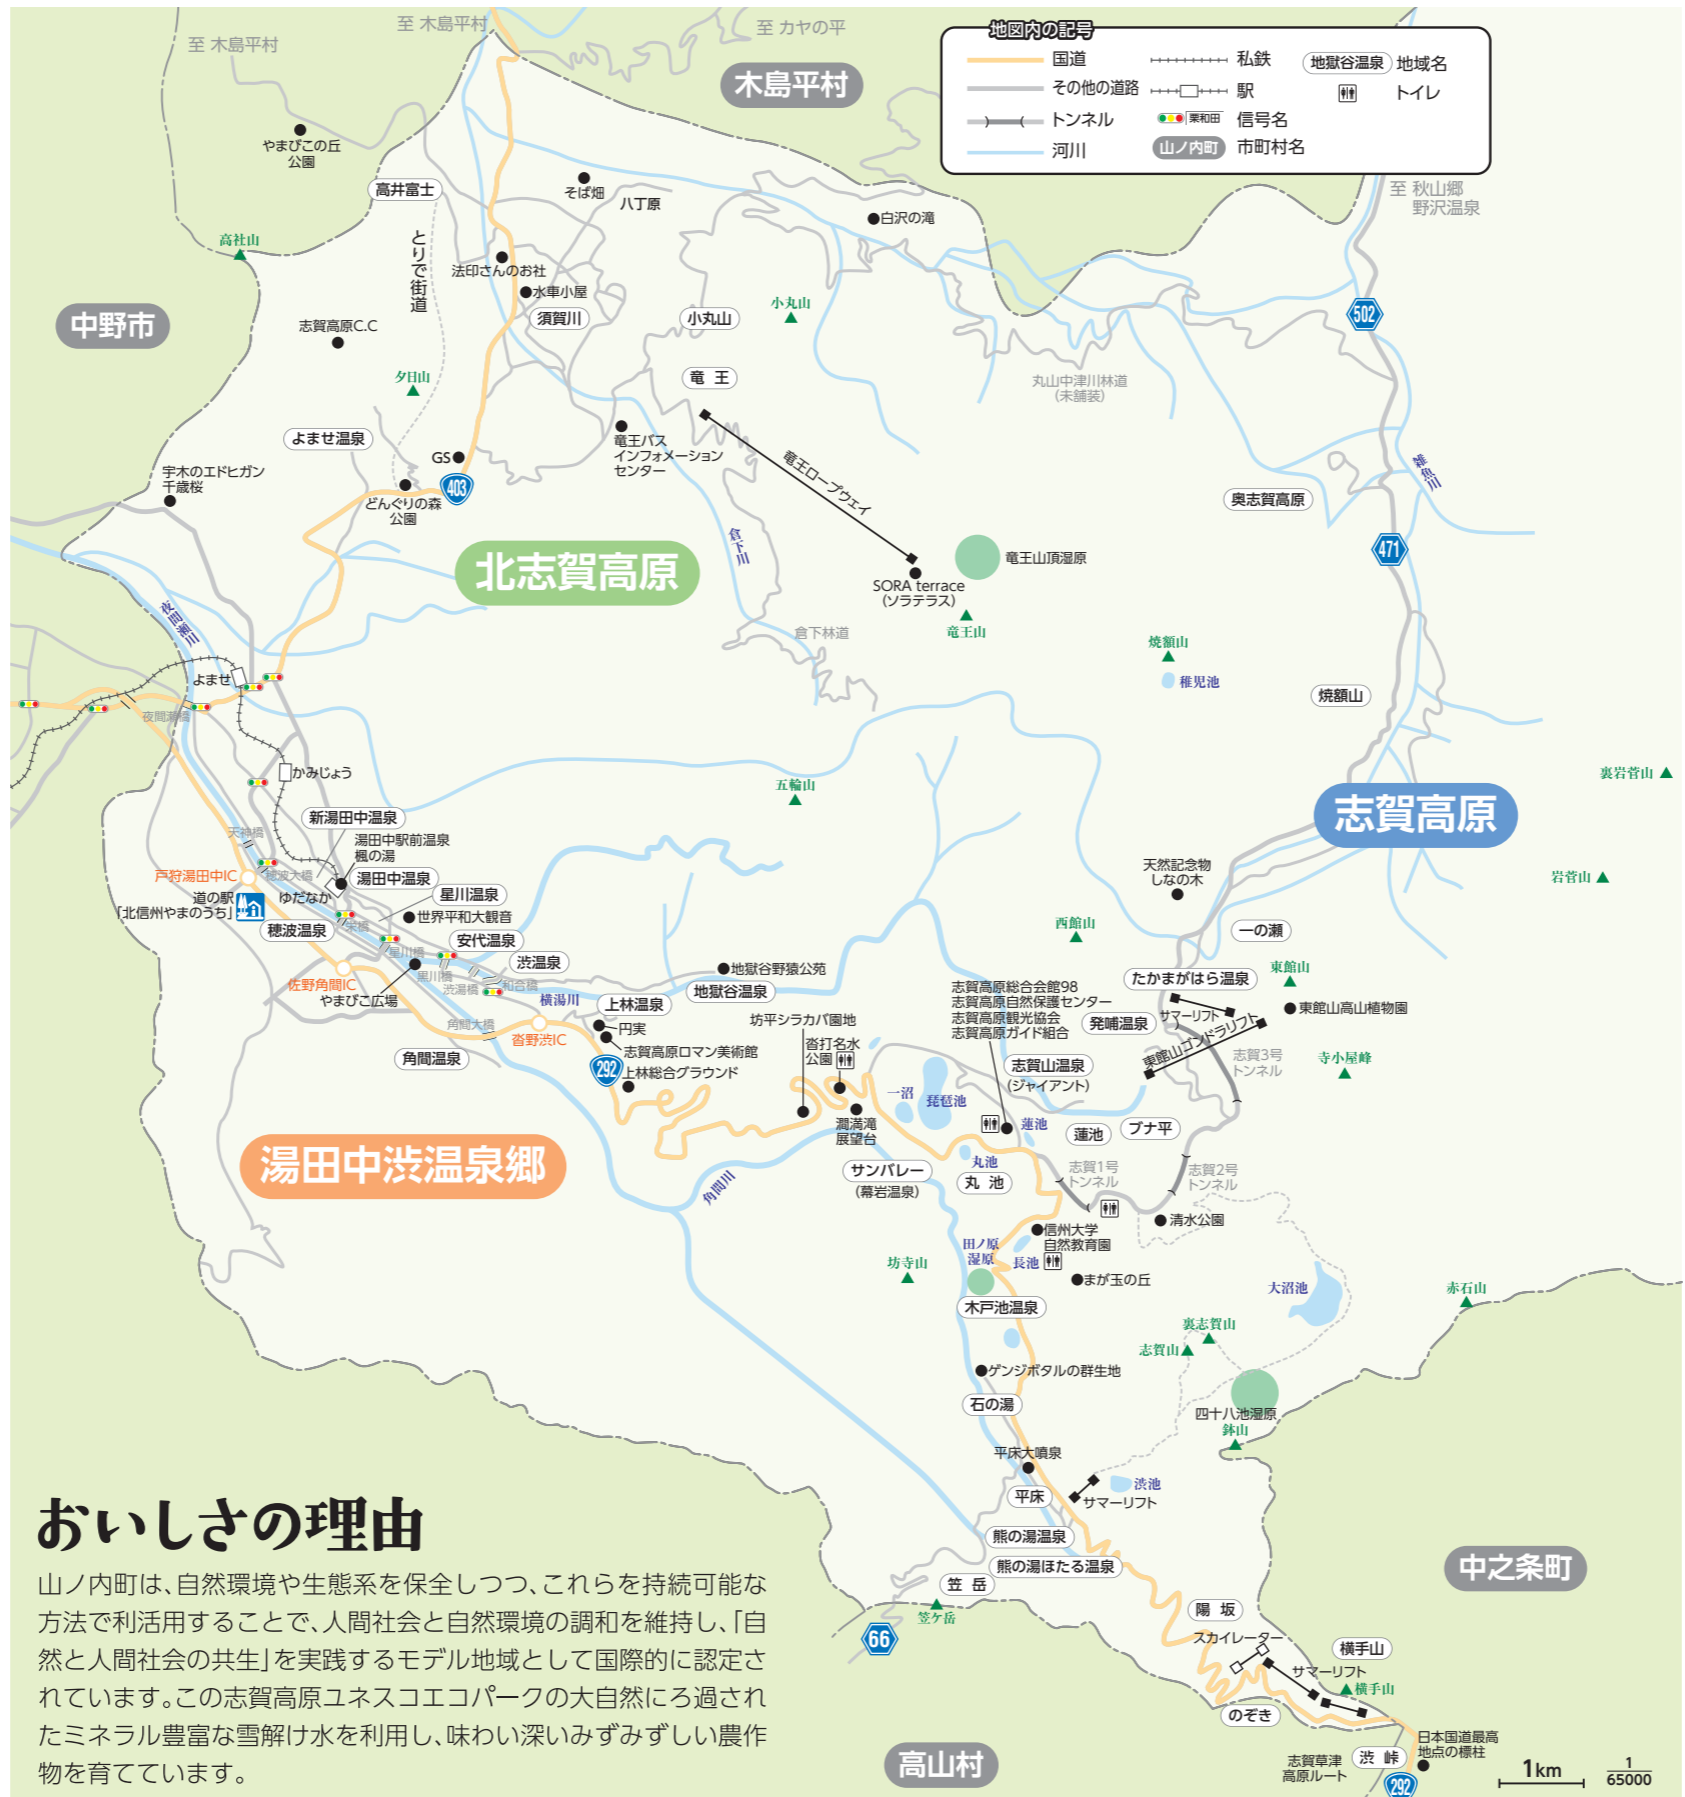 至 木島平村
至 木島平村
至 カヤの平
木島平村
地図内の記号
国道
その他の道路
トンネル
河川
私鉄
駅
栗和田
信号名
山ノ内町
市町村名
地獄谷温泉
地域名
トイレ
至 秋山郷
野沢温泉
やまびこの丘
公園
高井富士
そば畑
八丁原
白沢の滝
高社山
とりで街道
法印さんのお社
水車小屋
須賀川
小丸山
小丸山
502
中野市
志賀高原C.C
夕日山
竜 王
丸山中津川林道
(未舗装)
よませ温泉
GS
403
竜王バス
インフォメーション
センター
竜王ロープウェイ
宇木のエドヒガン
千歳桜
どんぐりの森
公園
雑魚川
奥志賀高原
471
倉下川
北志賀高原
竜王山頂湿原
SORA terrace
(ソラテラス)
竜王山
倉下林道
夜間瀬川
焼額山
稚児池
焼額山
よませ
夜間瀬橋
かみじょう
五輪山
裏岩菅山
志賀高原
新湯田中温泉
天神橋
湯田中駅前温泉
楓の湯
戸狩湯田中IC
穂波大橋
湯田中温泉
天然記念物
しなの木
岩菅山
道の駅
「北信州やまのうち」
ゆだなか
星川温泉
世界平和大観音
穂波温泉
栄橋
安代温泉
西館山
一の瀬
星川橋
渋温泉
黒川橋
地獄谷野猿公苑
たかまがはら温泉
東館山
佐野角間IC
やまびこ広場
渋湯橋
和合橋
横湯川
地獄谷温泉
上林温泉
志賀高原総合会館98
志賀高原自然保護センター
志賀高原観光協会
志賀高原ガイド組合
サマーリフト
東館山高山植物園
発哺温泉
角間大橋
沓野渋IC
円実
坊平シラカバ園地
沓打名水
公園
東館山ゴンドラリフト
志賀3号
トンネル
寺小屋峰
角間温泉
志賀高原ロマン美術館
292
上林総合グラウンド
志賀山温泉
(ジャイアント)
一沼
琵琶池
澗満滝
展望台
蓮池
蓮池
ブナ平
湯田中渋温泉郷
角間川
サンバレー
(幕岩温泉)
丸池
丸 池
志賀1号
トンネル
志賀2号
トンネル
信州大学
自然教育園
清水公園
坊寺山
田ノ原
湿原
長池
まが玉の丘
大沼池
赤石山
木戸池温泉
裏志賀山
志賀山
ゲンジボタルの群生地
石の湯
四十八池湿原
鉢山
平床大噴泉
渋池
サマーリフト
平床
熊の湯温泉
熊の湯ほたる温泉
笠 岳
笠ケ岳
66
中之条町
陽 坂
スカイレーター
横手山
サマーリフト
横手山
のぞき
日本国道最高
地点の標柱
渋 峠
志賀草津
高原ルート
292
高山村
1km
1
65000
おいしさの理由
山ノ内町は、自然環境や生態系を保全しつつ、これらを持続可能な
方法で利活用することで、人間社会と自然環境の調和を維持し、「自
然と人間社会の共生」を実践するモデル地域として国際的に認定さ
れています。この志賀高原ユネスコエコパークの大自然にろ過され
たミネラル豊富な雪解け水を利用し、味わい深いみずみずしい農作
物を育てています。